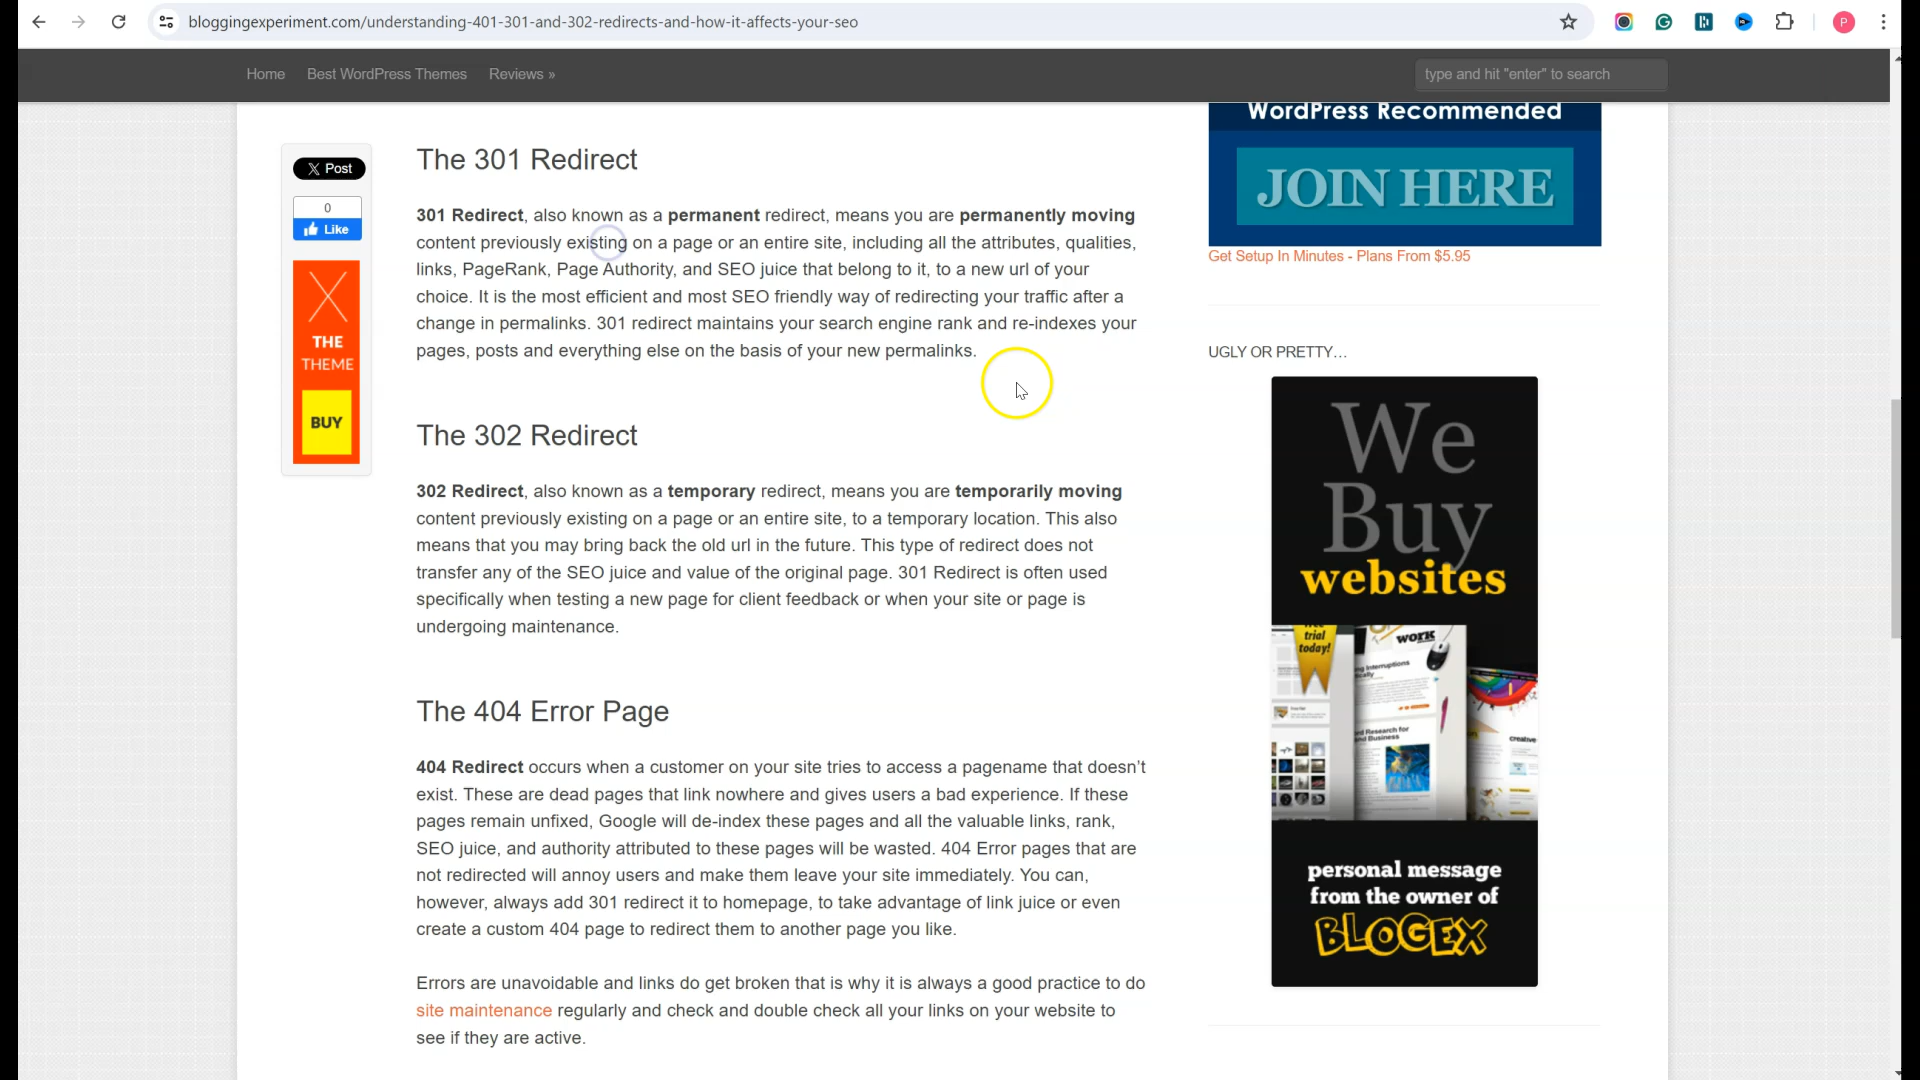 bloggingexperiment.com/understanding-401-301-and-302-redirects-and-how-it-affects-your-seo
P
Home
Best WordPress Themes
Reviews »
type and hit "enter" to search
X Post
0
Like
THE
THEME
BUY
The 301 Redirect
301 Redirect, also known as a permanent redirect, means you are permanently moving
content previously existing on a page or an entire site, including all the attributes, qualities,
links, PageRank, Page Authority, and SEO juice that belong to it, to a new url of your
choice. It is the most efficient and most SEO friendly way of redirecting your traffic after a
change in permalinks. 301 redirect maintains your search engine rank and re-indexes your
pages, posts and everything else on the basis of your new permalinks.
The 302 Redirect
302 Redirect, also known as a temporary redirect, means you are temporarily moving
content previously existing on a page or an entire site, to a temporary location. This also
means that you may bring back the old url in the future. This type of redirect does not
transfer any of the SEO juice and value of the original page. 301 Redirect is often used
specifically when testing a new page for client feedback or when your site or page is
undergoing maintenance.
The 404 Error Page
404 Redirect occurs when a customer on your site tries to access a pagename that doesn't
exist. These are dead pages that link nowhere and gives users a bad experience. If these
pages remain unfixed, Google will de-index these pages and all the valuable links, rank,
SEO juice, and authority attributed to these pages will be wasted. 404 Error pages that are
not redirected will annoy users and make them leave your site immediately. You can,
however, always add 301 redirect it to homepage, to take advantage of link juice or even
create a custom 404 page to redirect them to another page you like.
Errors are unavoidable and links do get broken that is why it is always a good practice to do
site maintenance regularly and check and double check all your links on your website to
see if they are active.
WordPress Recommended
JOIN HERE
Get Setup In Minutes - Plans From $5.95
UGLY OR PRETTY…
We
Buy
websites
trial
today!
work
personal message
from the owner of
BLOGEX